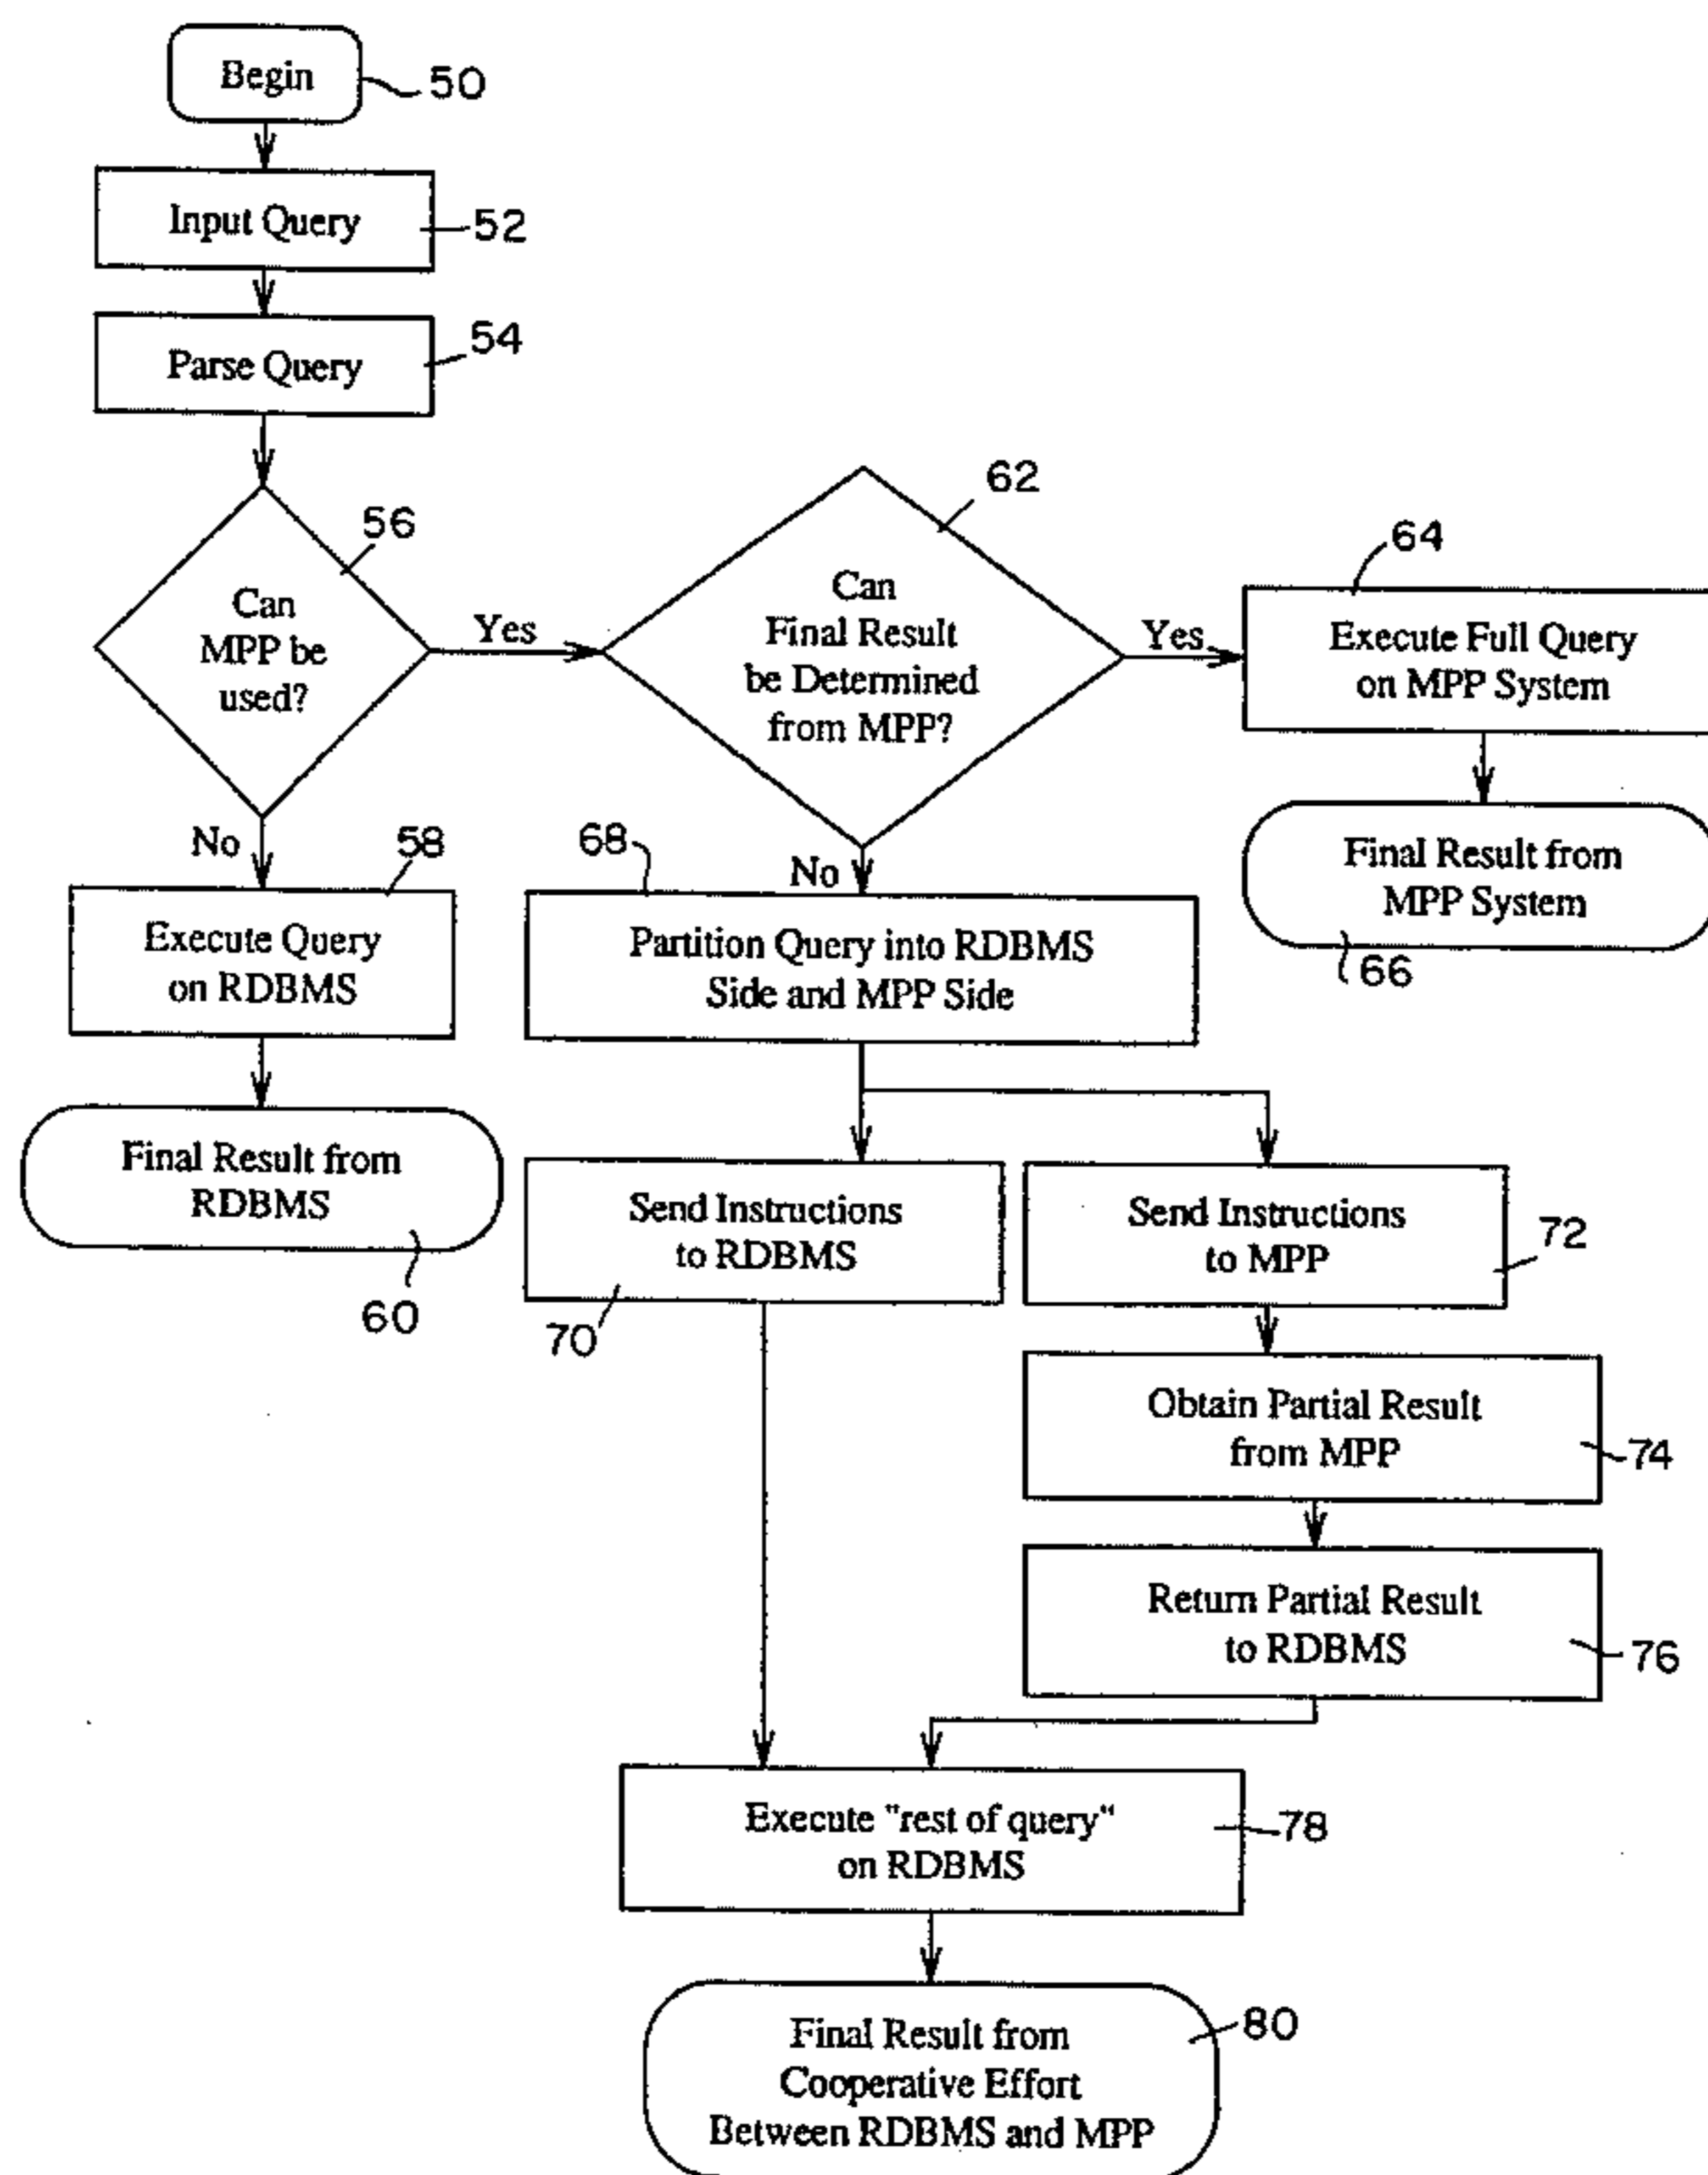 Begin
50
Input Query
52
Parse Query
54
56
Can
MPP be
used?
Yes
62
Can
Final Result
be Determined
from MPP?
Yes
64
Execute Full Query
on MPP System
Final Result from
MPP System
66
No
58
Execute Query
on RDBMS
Final Result from
RDBMS
60
No
68
Partition Query into RDBMS
Side and MPP Side
Send Instructions
to RDBMS
70
Send Instructions
to MPP
72
Obtain Partial Result
from MPP
74
Return Partial Result
to RDBMS
76
Execute "rest of query"
on RDBMS
78
Final Result from
Cooperative Effort
Between RDBMS and MPP
80